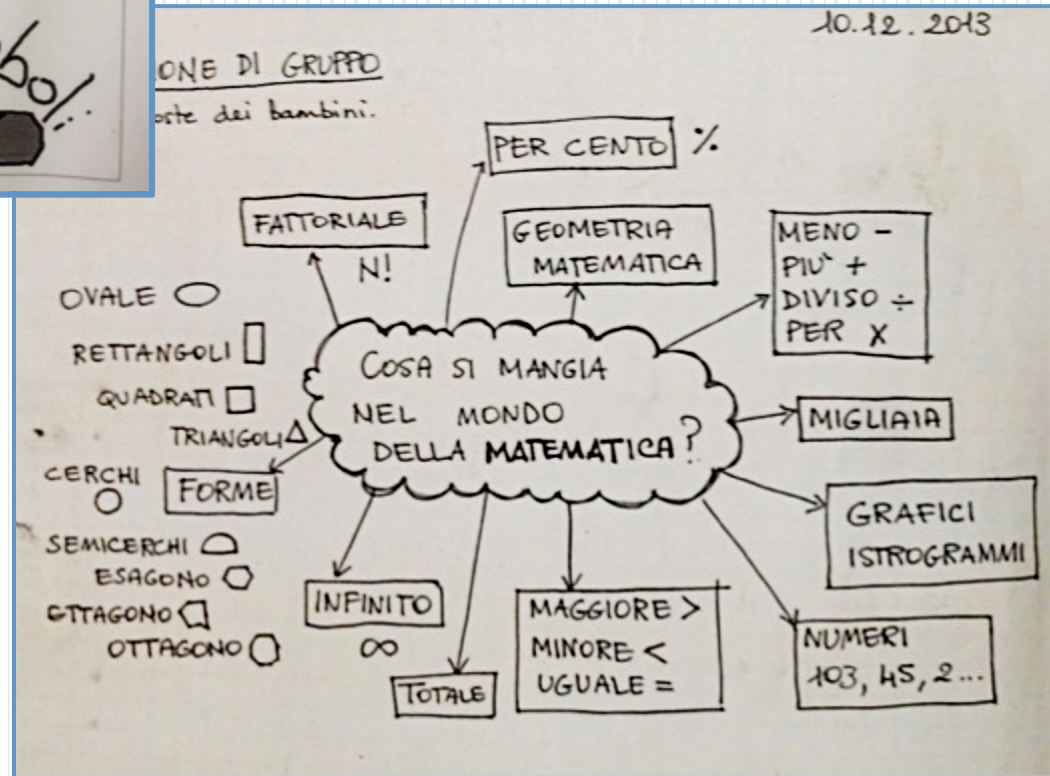 10.12.2013
ONE DI GRUPPO
oste dei bambini.
PER CENTO %
FATTORIALE
N!
GEOMETRIA
MATEMATICA
MENO -
PIU` +
DIVISO ÷
PER X
OVALE
RETTANGOLI
QUADRATI
TRIANGOLI
CERCHI
FORME
SEMICERCHI
ESAGONO
ETTAGONO
OTTAGONO
COSA SI MANGIA
NEL MONDO
DELLA MATEMATICA?
MIGLIAIA
GRAFICI
ISTROGRAMMI
INFINITO
∞
TOTALE
MAGGIORE >
MINORE <
UGUALE =
NUMERI
103, 45, 2...